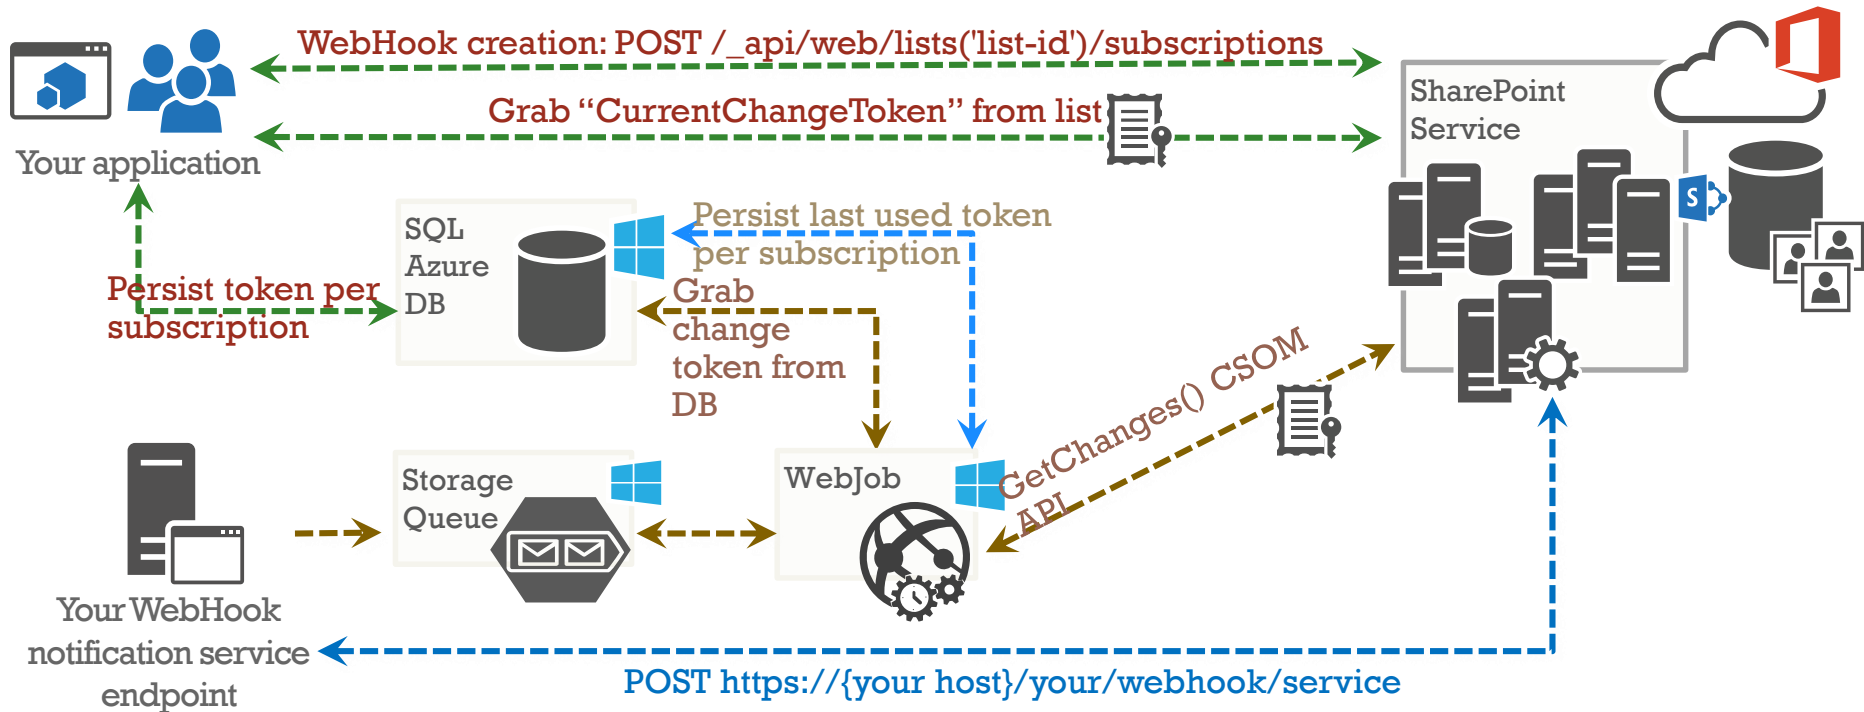 WebHook creation: POST /_api/web/lists('list-id')/subscriptions
Grab “CurrentChangeToken” from list
SharePoint
Service
Your application
S
SQL
Azure
DB
Persist last used token
per subscription
Persist token per
subscription
Grab
change
token from
DB
GetChanges() CSOM
API
Storage
Queue
WebJob
Your WebHook
notification service
endpoint
POST https://{your host}/your/webhook/service